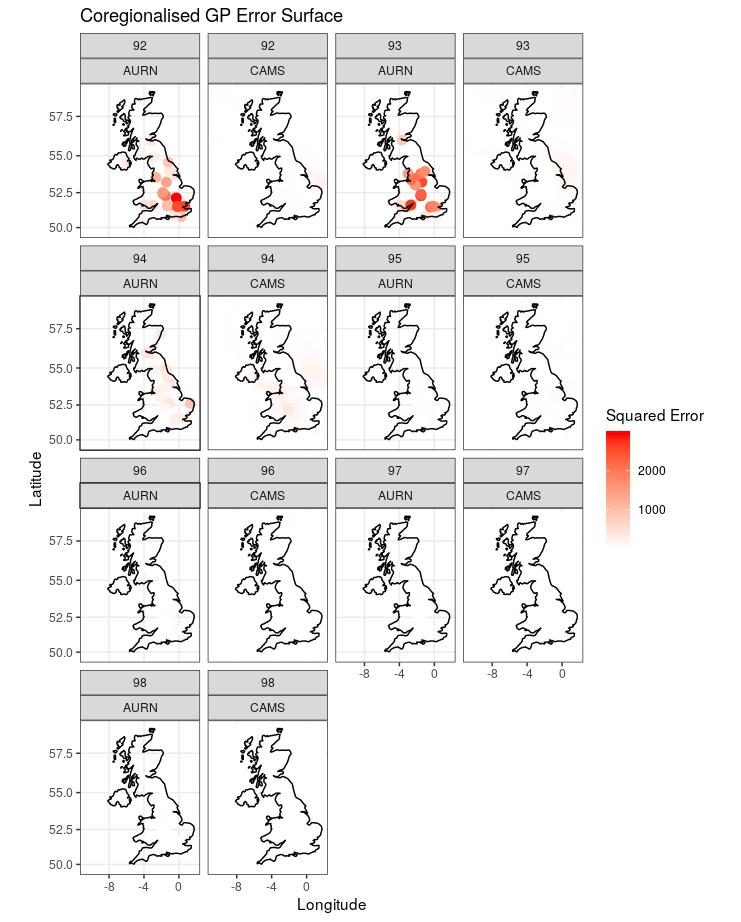 Coregionalised GP Error Surface
92 92 93 93
AURN CAMS AURN CAMS
57.5
55.0
52.5
50.0
94 94 95 95
AURN CAMS AURN CAMS
57.5
55.0
52.5
50.0
96 96 97 97
AURN CAMS AURN CAMS
57.5
55.0
52.5
50.0
-8 -4 0 -8 -4 0
98 98
AURN CAMS
57.5
55.0
52.5
50.0
-8 -4 0 -8 -4 0
Longitude
Latitude
Squared Error
2000
1000